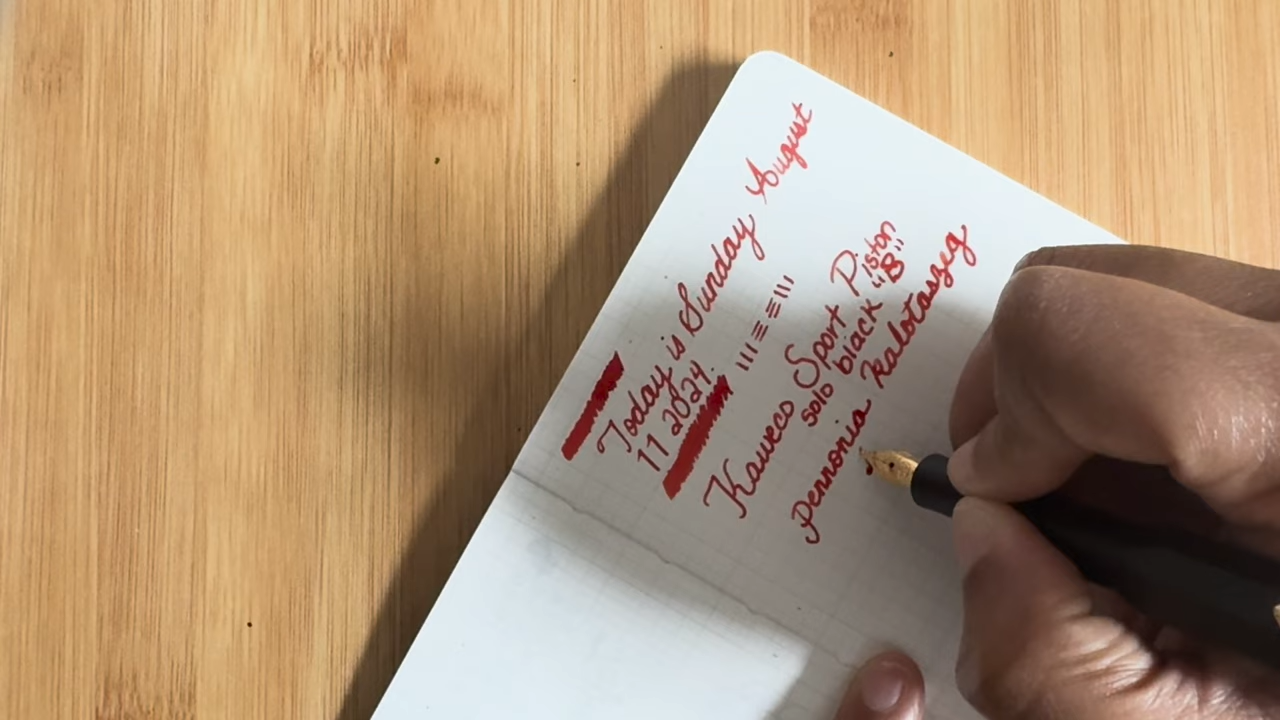 Today is Sunday August
11 2024.
Kaweco Sport Piston
solo black "B"
Pennonia Kalotaszeg